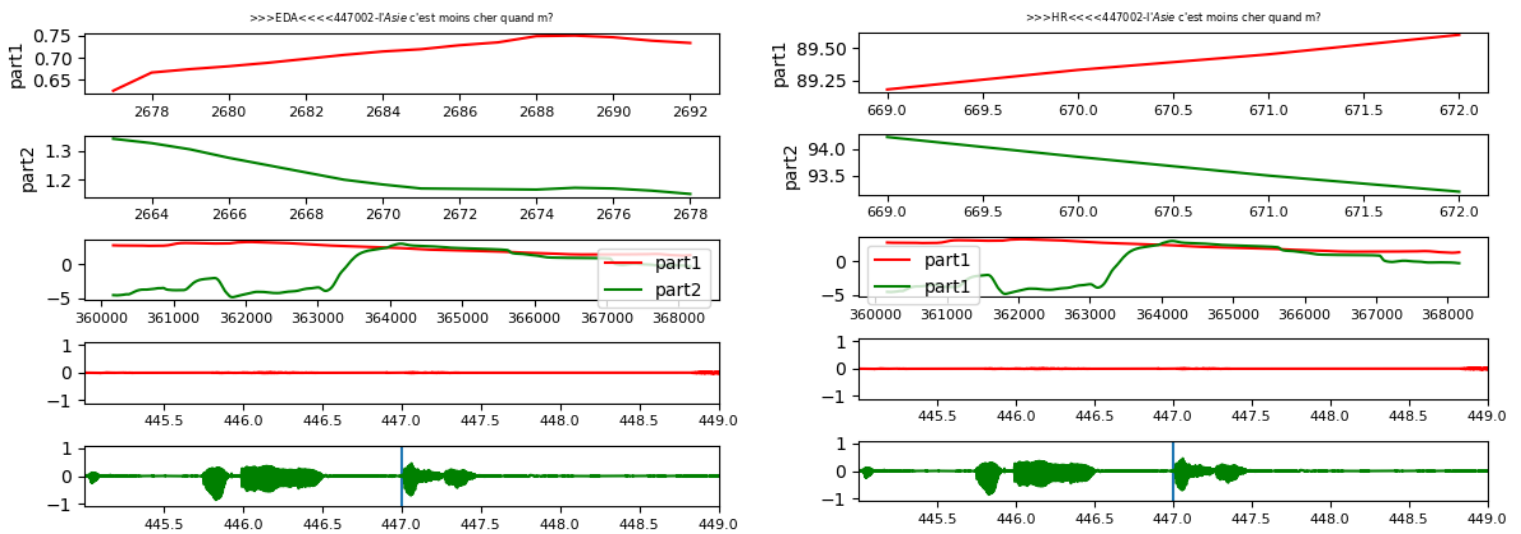 >>>EDA<<<<447002-l'Asie c'est moins cher quand m?
part1
0.75
0.70
0.65
2678 2680 2682 2684 2686 2688 2690 2692
part2
1.3
1.2
2664 2666 2668 2670 2672 2674 2676 2678
0
−5
part1
part2
360000 361000 362000 363000 364000 365000 366000 367000 368000
1
0
−1
445.5 446.0 446.5 447.0 447.5 448.0 448.5 449.0
1
0
−1
445.5 446.0 446.5 447.0 447.5 448.0 448.5 449.0
>>>HR<<<<447002-l'Asie c'est moins cher quand m?
part1
89.50
89.25
669.0 669.5 670.0 670.5 671.0 671.5 672.0
part2
94.0
93.5
669.0 669.5 670.0 670.5 671.0 671.5 672.0
0
−5
part1
part1
360000 361000 362000 363000 364000 365000 366000 367000 368000
1
0
−1
445.5 446.0 446.5 447.0 447.5 448.0 448.5 449.0
1
0
−1
445.5 446.0 446.5 447.0 447.5 448.0 448.5 449.0